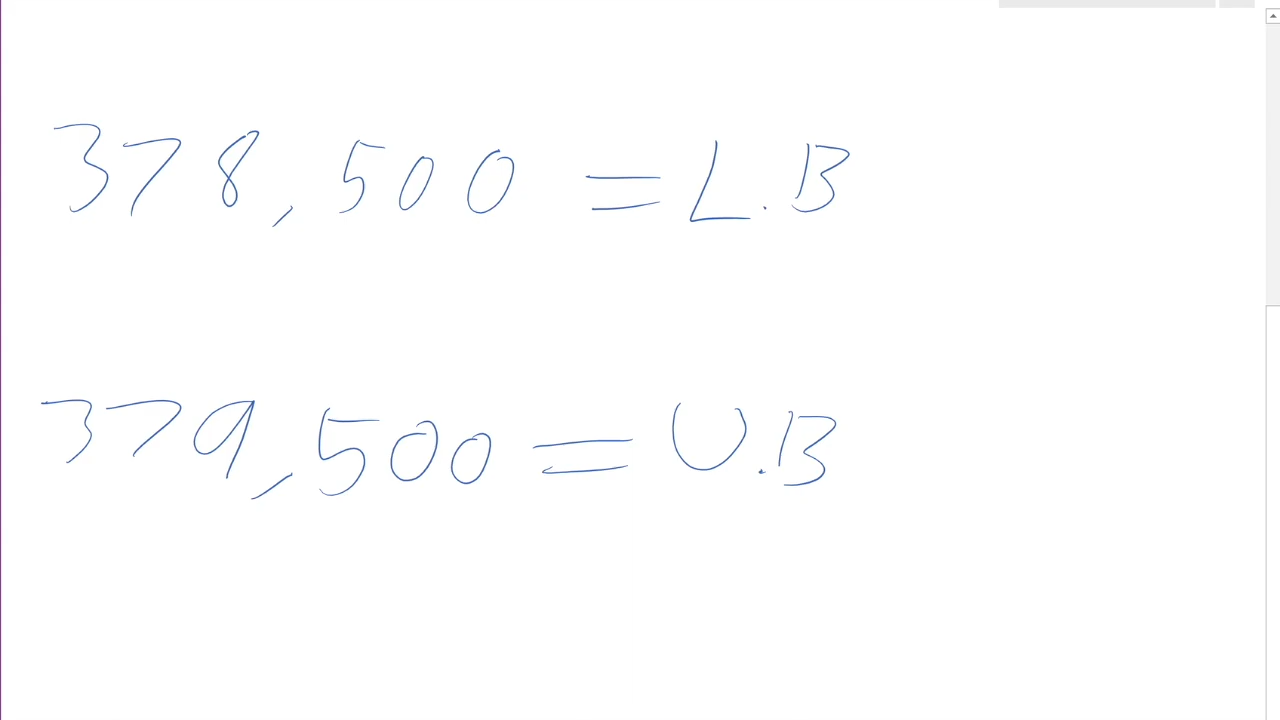 378,500 = L.B
379,500 = U.B